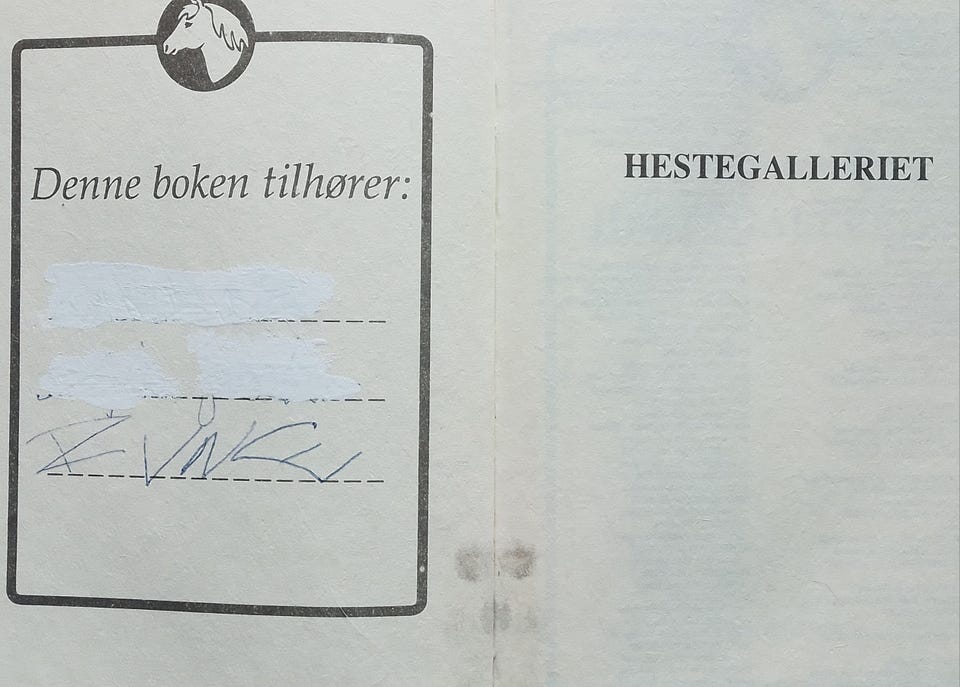 Denne boken tilhører:
HESTEGALLERIET